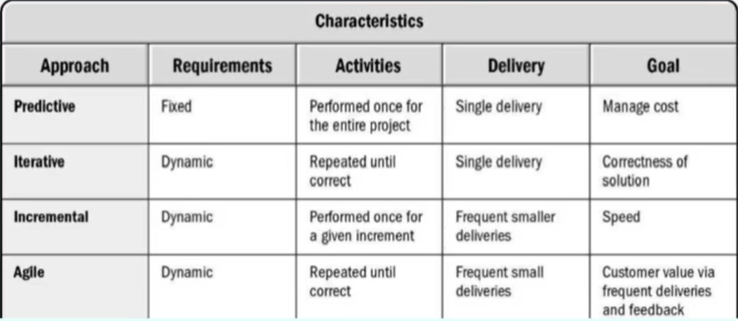 Characteristics
Approach Requirements Activities Delivery Goal
Predictive Fixed Performed once for Single delivery Manage cost
the entire project
Iterative Dynamic Repeated until Single delivery Correctness of
correct solution
Incremental Dynamic Performed once for Frequent smaller Speed
a given increment deliveries
Agile Dynamic Repeated until Frequent small Customer value via
correct deliveries frequent deliveries
and feedback